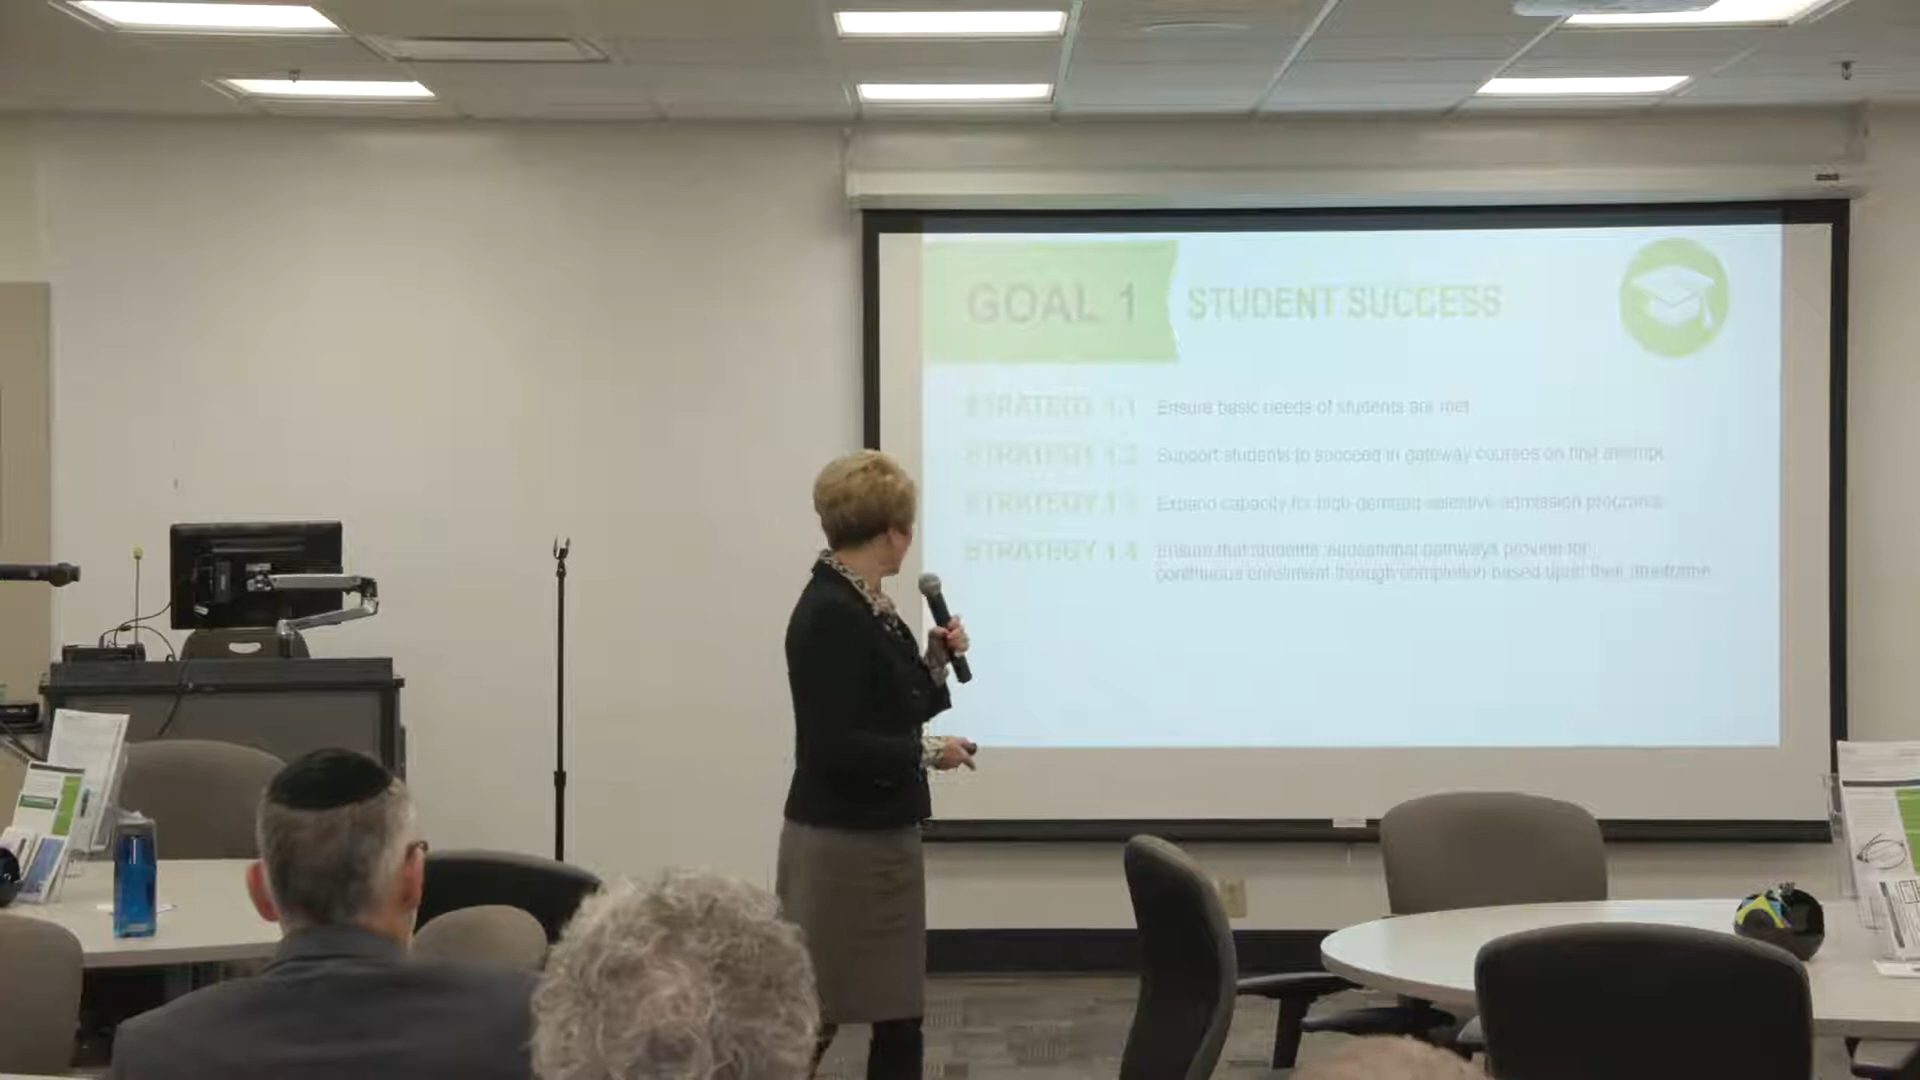 GOAL 1 STUDENT SUCCESS
STRATEGY 1.1 Ensure basic needs of students are met
STRATEGY 1.2 Support students to succeed in gateway courses on first attempt
STRATEGY 1.3 Expand capacity for high-demand selective-admission programs
STRATEGY 1.4 Ensure that students' educational pathways provide for
continuous enrollment through completion based upon their timeframe